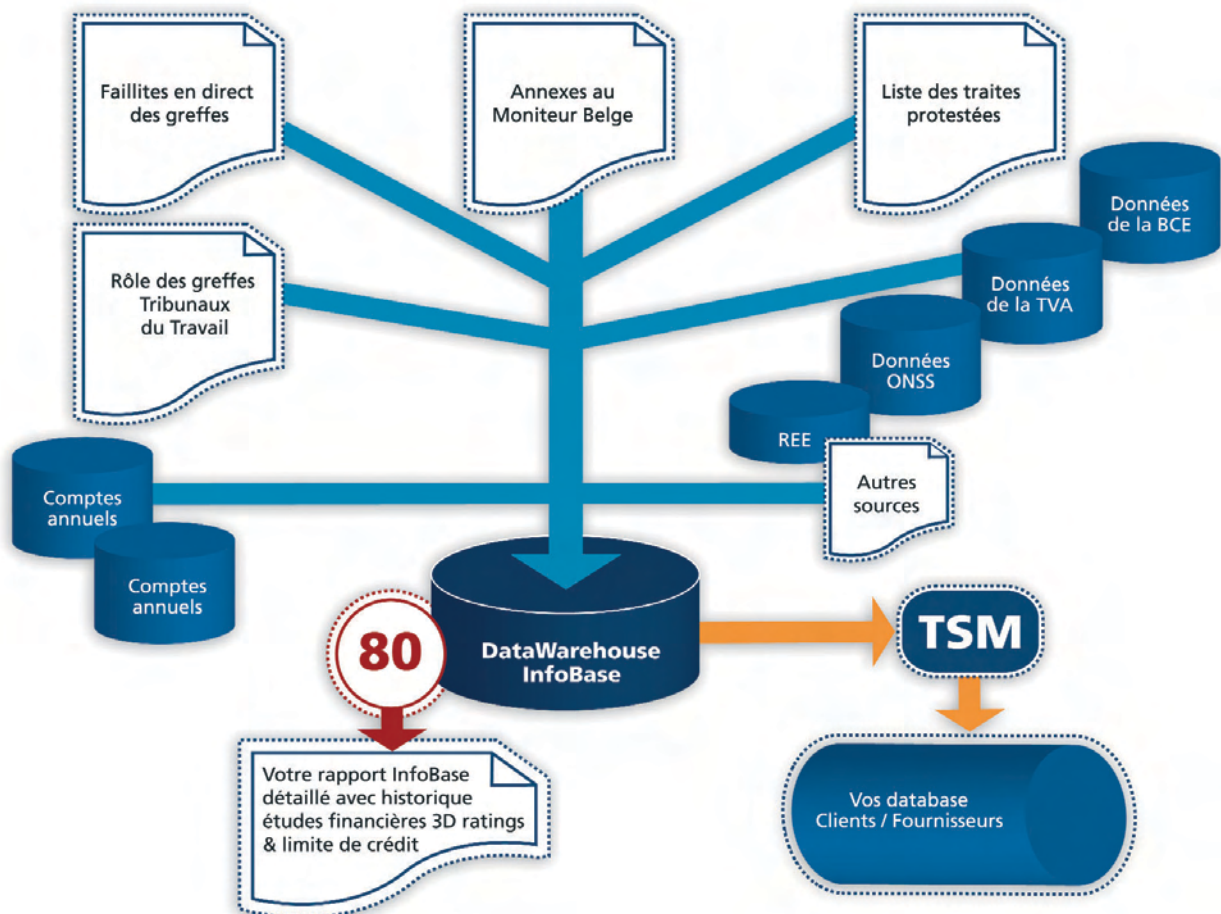 Faillites en direct
des greffes
Annexes au
Moniteur Belge
Liste des traites
protestées
Données
de la BCE
Rôle des greffes
Tribunaux
du Travail
Données
de la TVA
Données
ONSS
REE
Comptes
annuels
Autres
sources
Comptes
annuels
80
DataWarehouse
InfoBase
TSM
Votre rapport InfoBase
détaillé avec historique
études financières 3D ratings
& limite de crédit
Vos database
Clients / Fournisseurs